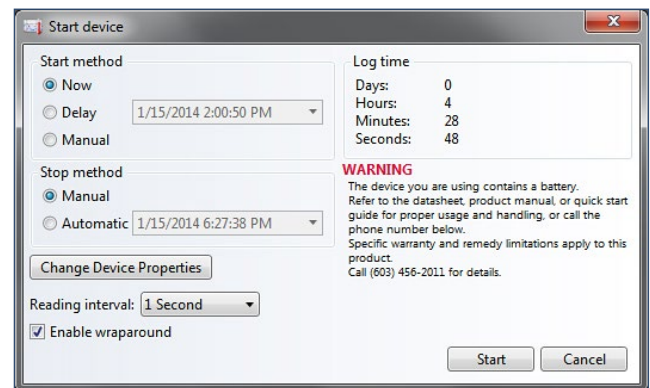 Start device
Start method
Now
Delay 1/15/2014 2:00:50 PM
Manual
Stop method
Manual
Automatic 1/15/2014 6:27:38 PM
Change Device Properties
Reading interval: 1 Second
Enable wraparound
Log time
Days: 0
Hours: 4
Minutes: 28
Seconds: 48
WARNING
The device you are using contains a battery.
Refer to the datasheet, product manual, or quick start
guide for proper usage and handling, or call the
phone number below.
Specific warranty and remedy limitations apply to this
product.
Call (603) 456-2011 for details.
Start Cancel